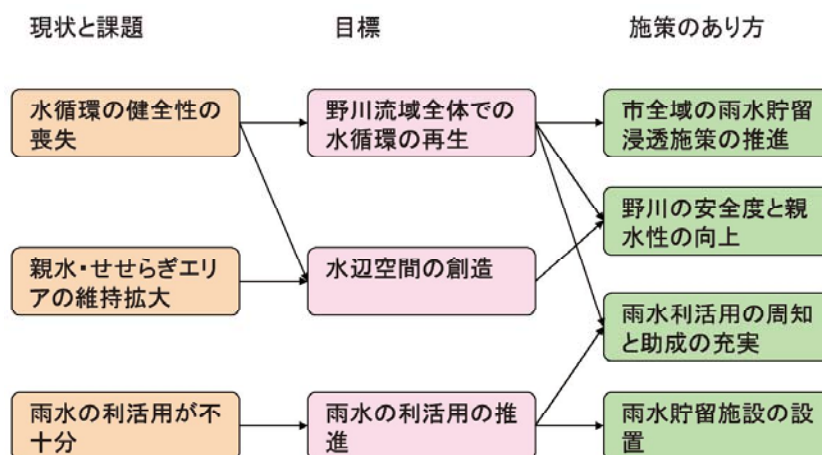 現状と課題
目標
施策のあり方
水循環の健全性の
喪失
野川流域全体での
水循環の再生
市全域の雨水貯留
浸透施策の推進
野川の安全度と親
水性の向上
親水・せせらぎエリ
アの維持拡大
水辺空間の創造
雨水利活用の周知
と助成の充実
雨水の利活用が不
十分
雨水の利活用の推
進
雨水貯留施設の設
置